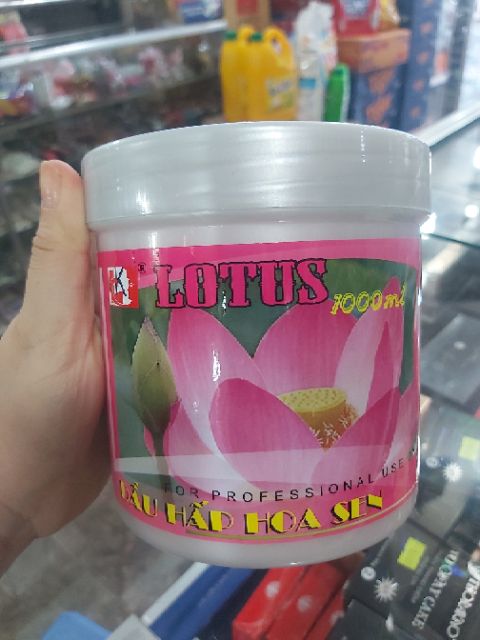 K ® LOTUS
1000ml
FOR PROFESSIONAL USE
DẦU HẤP HOA SEN